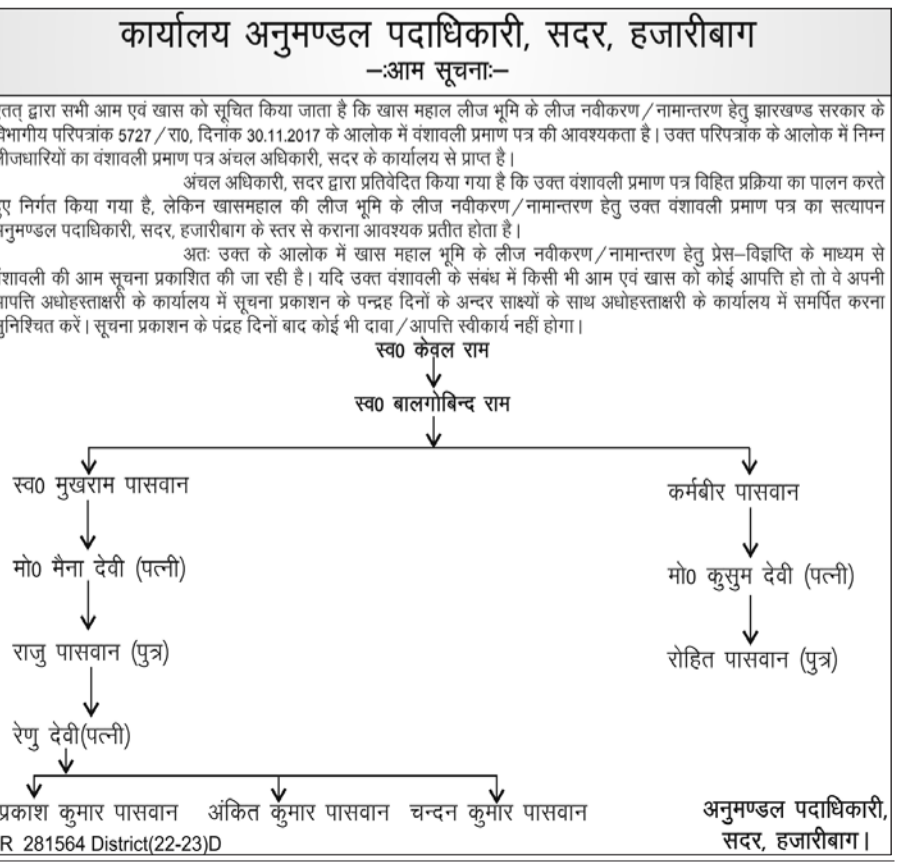 कार्यालय अनुमण्डल पदाधिकारी, सदर, हजारीबाग
–:आम सूचनाः–
द्वारा सभी आम एवं खास को सूचित किया जाता है कि खास महाल लीज भूमि के लीज नवीकरण/नामान्तरण हेतु झारखण्ड सरकार के
विभागीय परिपत्रांक 5727/रा0, दिनांक 30.11.2017 के आलोक में वंशावली प्रमाण पत्र की आवश्यकता है। उक्त परिपत्रांक के आलोक में निम्न
लीजधारियों का वंशावली प्रमाण पत्र अंचल अधिकारी, सदर के कार्यालय से प्राप्त है।
अंचल अधिकारी, सदर द्वारा प्रतिवेदित किया गया है कि उक्त वंशावली प्रमाण पत्र विहित प्रक्रिया का पालन करते
हुए निर्गत किया गया है, लेकिन खासमहाल की लीज भूमि के लीज नवीकरण/नामान्तरण हेतु उक्त वंशावली प्रमाण पत्र का सत्यापन
अनुमण्डल पदाधिकारी, सदर, हजारीबाग के स्तर से कराना आवश्यक प्रतीत होता है।
अतः उक्त के आलोक में खास महाल भूमि के लीज नवीकरण/नामान्तरण हेतु प्रेस–विज्ञप्ति के माध्यम से
वंशावली की आम सूचना प्रकाशित की जा रही है। यदि उक्त वंशावली के संबंध में किसी भी आम एवं खास को कोई आपत्ति हो तो वे अपनी
आपत्ति अधोहस्ताक्षरी के कार्यालय में सूचना प्रकाशन के पन्द्रह दिनों के अन्दर साक्ष्यों के साथ अधोहस्ताक्षरी के कार्यालय में समर्पित करना
सुनिश्चित करें। सूचना प्रकाशन के पंद्रह दिनों बाद कोई भी दावा/आपत्ति स्वीकार्य नहीं होगा।
स्व0 केवल राम
स्व0 बालगोबिन्द राम
स्व0 मुखराम पासवान
कर्मबीर पासवान
मो0 मैना देवी (पत्नी)
मो0 कुसुम देवी (पत्नी)
राजु पासवान (पुत्र)
रोहित पासवान (पुत्र)
रेणु देवी(पत्नी)
प्रकाश कुमार पासवान अंकित कुमार पासवान चन्दन कुमार पासवान
अनुमण्डल पदाधिकारी,
सदर, हजारीबाग।
R 281564 District(22-23)D